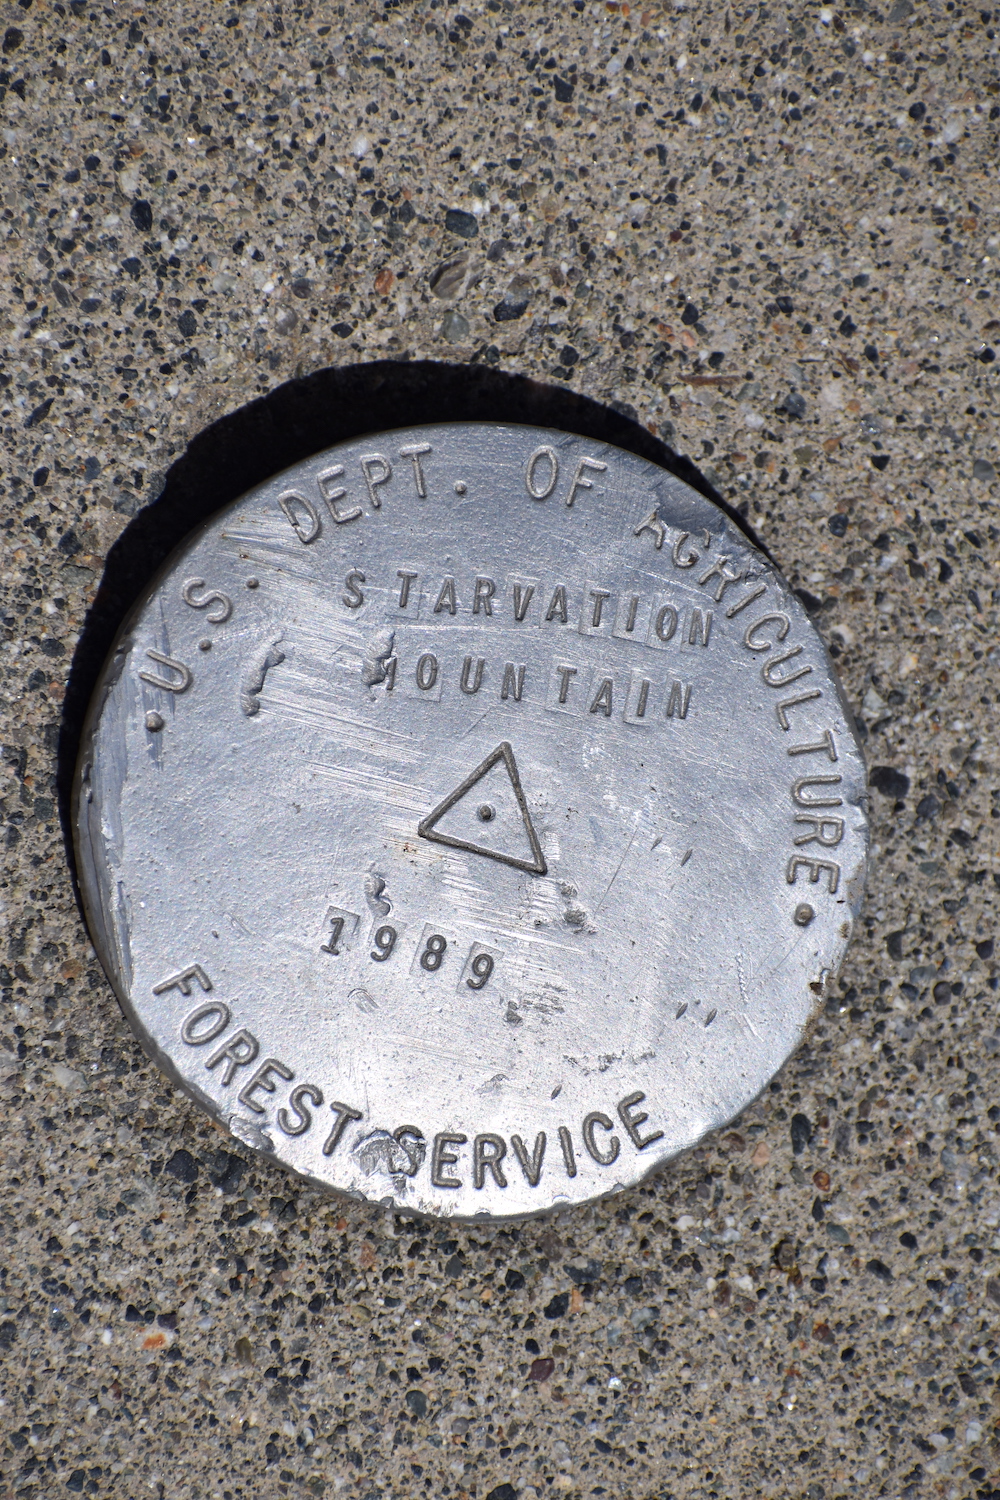 U.S. DEPT. OF AGRICULTURE
STARVATION
MOUNTAIN
1989
FOREST SERVICE